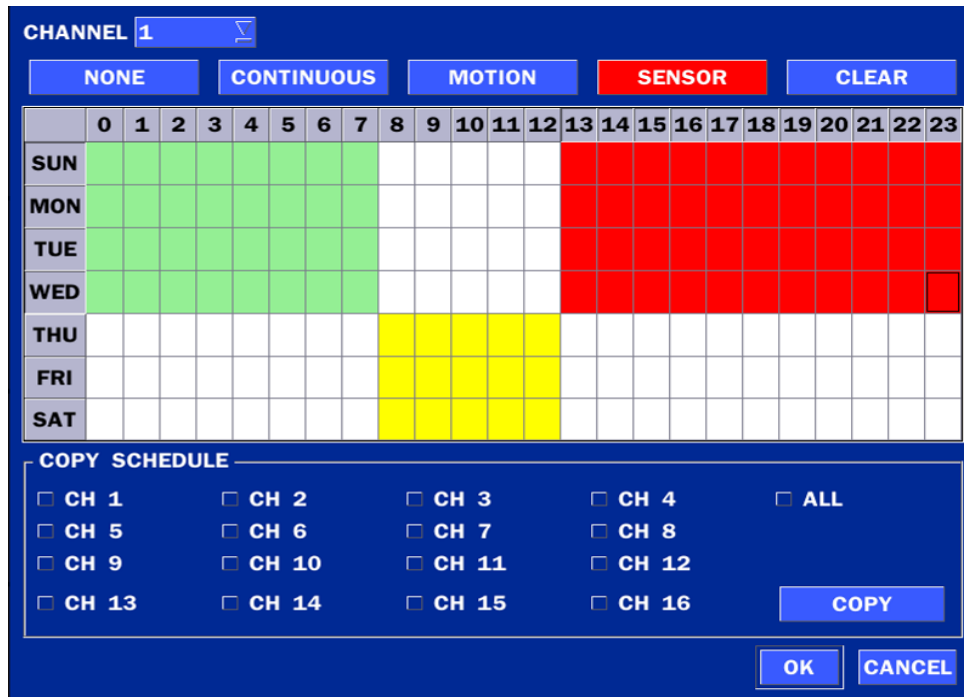 CHANNEL 1
NONE CONTINUOUS MOTION SENSOR CLEAR
0 1 2 3 4 5 6 7 8 9 10 11 12 13 14 15 16 17 18 19 20 21 22 23
SUN
MON
TUE
WED
THU
FRI
SAT
COPY SCHEDULE
CH 1 CH 2 CH 3 CH 4 ALL
CH 5 CH 6 CH 7 CH 8
CH 9 CH 10 CH 11 CH 12
CH 13 CH 14 CH 15 CH 16 COPY
OK CANCEL